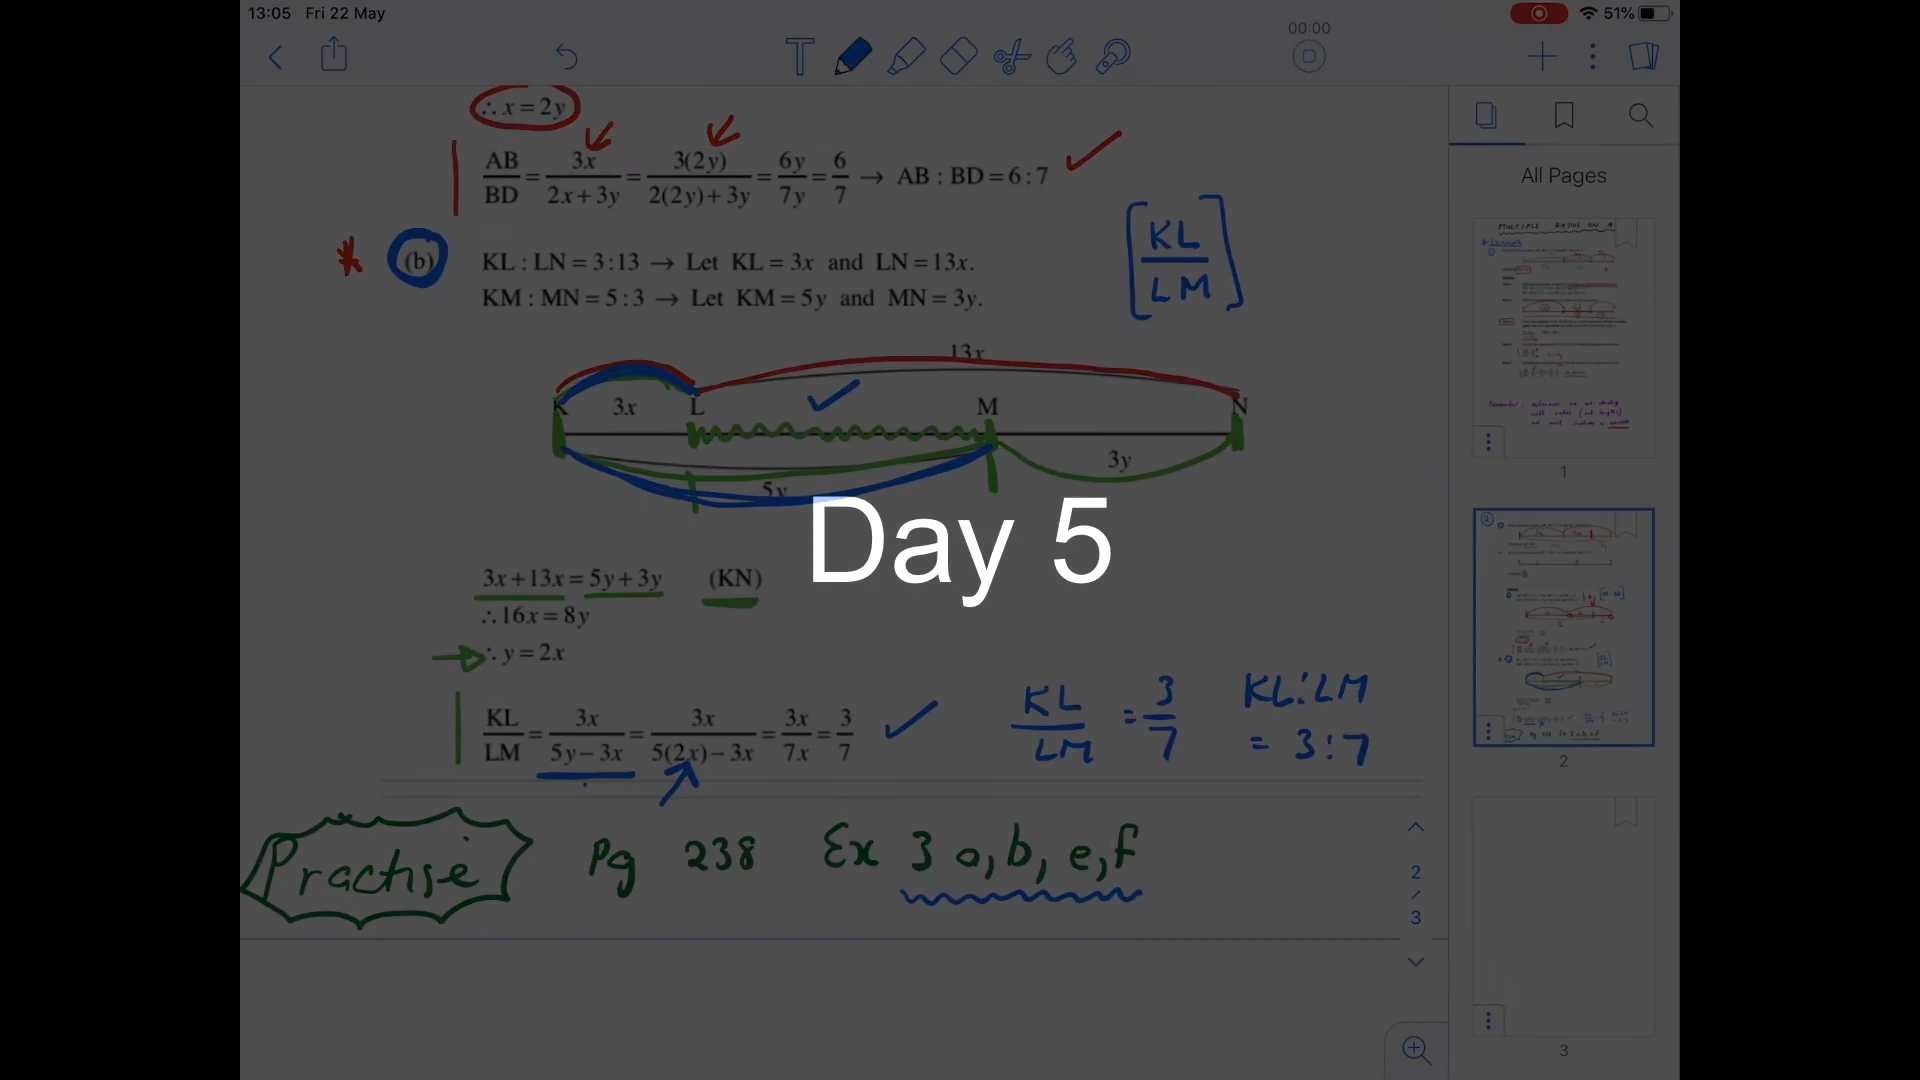 13:05 Fri 22 May
51%
00:00
∴ x = 2y
AB/BD = 3x/(2x + 3y) = 3(2y)/(2(2y) + 3y) = 6y/7y = 6/7 → AB : BD = 6 : 7
(b) KL : LN = 3 : 13 → Let KL = 3x and LN = 13x.
KM : MN = 5 : 3 → Let KM = 5y and MN = 3y.
KL/LM
13x
K 3x L M N
3y
5y
Day 5
3x + 13x = 5y + 3y (KN)
∴ 16x = 8y
∴ y = 2x
KL/LM = 3x/(5y – 3x) = 3x/(5(2x) – 3x) = 3x/7x = 3/7
KL/LM = 3/7
KL:LM
= 3:7
Practise Pg 238 Ex 3 a, b, e, f
2
/
3
All Pages
MULTIPLE RATIOS ON A
Example
1
2
3